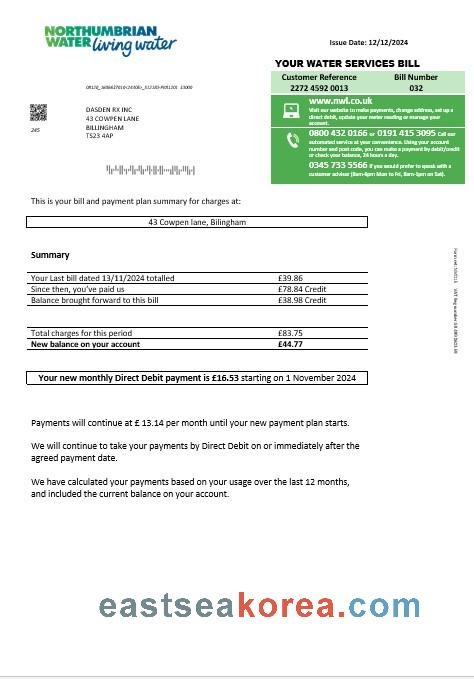 NORTHUMBRIAN
WATER living water
Issue Date: 12/12/2024
YOUR WATER SERVICES BILL
Customer Reference Bill Number
2272 4592 0013 032
www.nwl.co.uk
Visit our website to make payments, change address, set up a
direct debit, update your meter reading and manage your
account.
0800 432 0166 or 0191 415 3095 Call our
automated service at your convenience. Using your account
number and post code, you can make a payment by debit/credit
or check your balance, 24 hours a day.
0345 733 5566 if you would prefer to speak with a
customer advisor (8am-8pm Mon to Fri, 8am-1pm on Sat).
245
DASDEN RX INC
43 COWPEN LANE
BILLINGHAM
TS23 4AP
This is your bill and payment plan summary for charges at:
43 Cowpen lane, Bilingham
Summary
Your Last bill dated 13/11/2024 totalled £39.86
Since then, you've paid us £78.84 Credit
Balance brought forward to this bill £38.98 Credit
Total charges for this period £83.75
New balance on your account £44.77
Your new monthly Direct Debit payment is £16.53 starting on 1 November 2024
Payments will continue at £ 13.14 per month until your new payment plan starts.
We will continue to take your payments by Direct Debit on or immediately after the
agreed payment date.
We have calculated your payments based on your usage over the last 12 months,
and included the current balance on your account.
eastseakorea.com